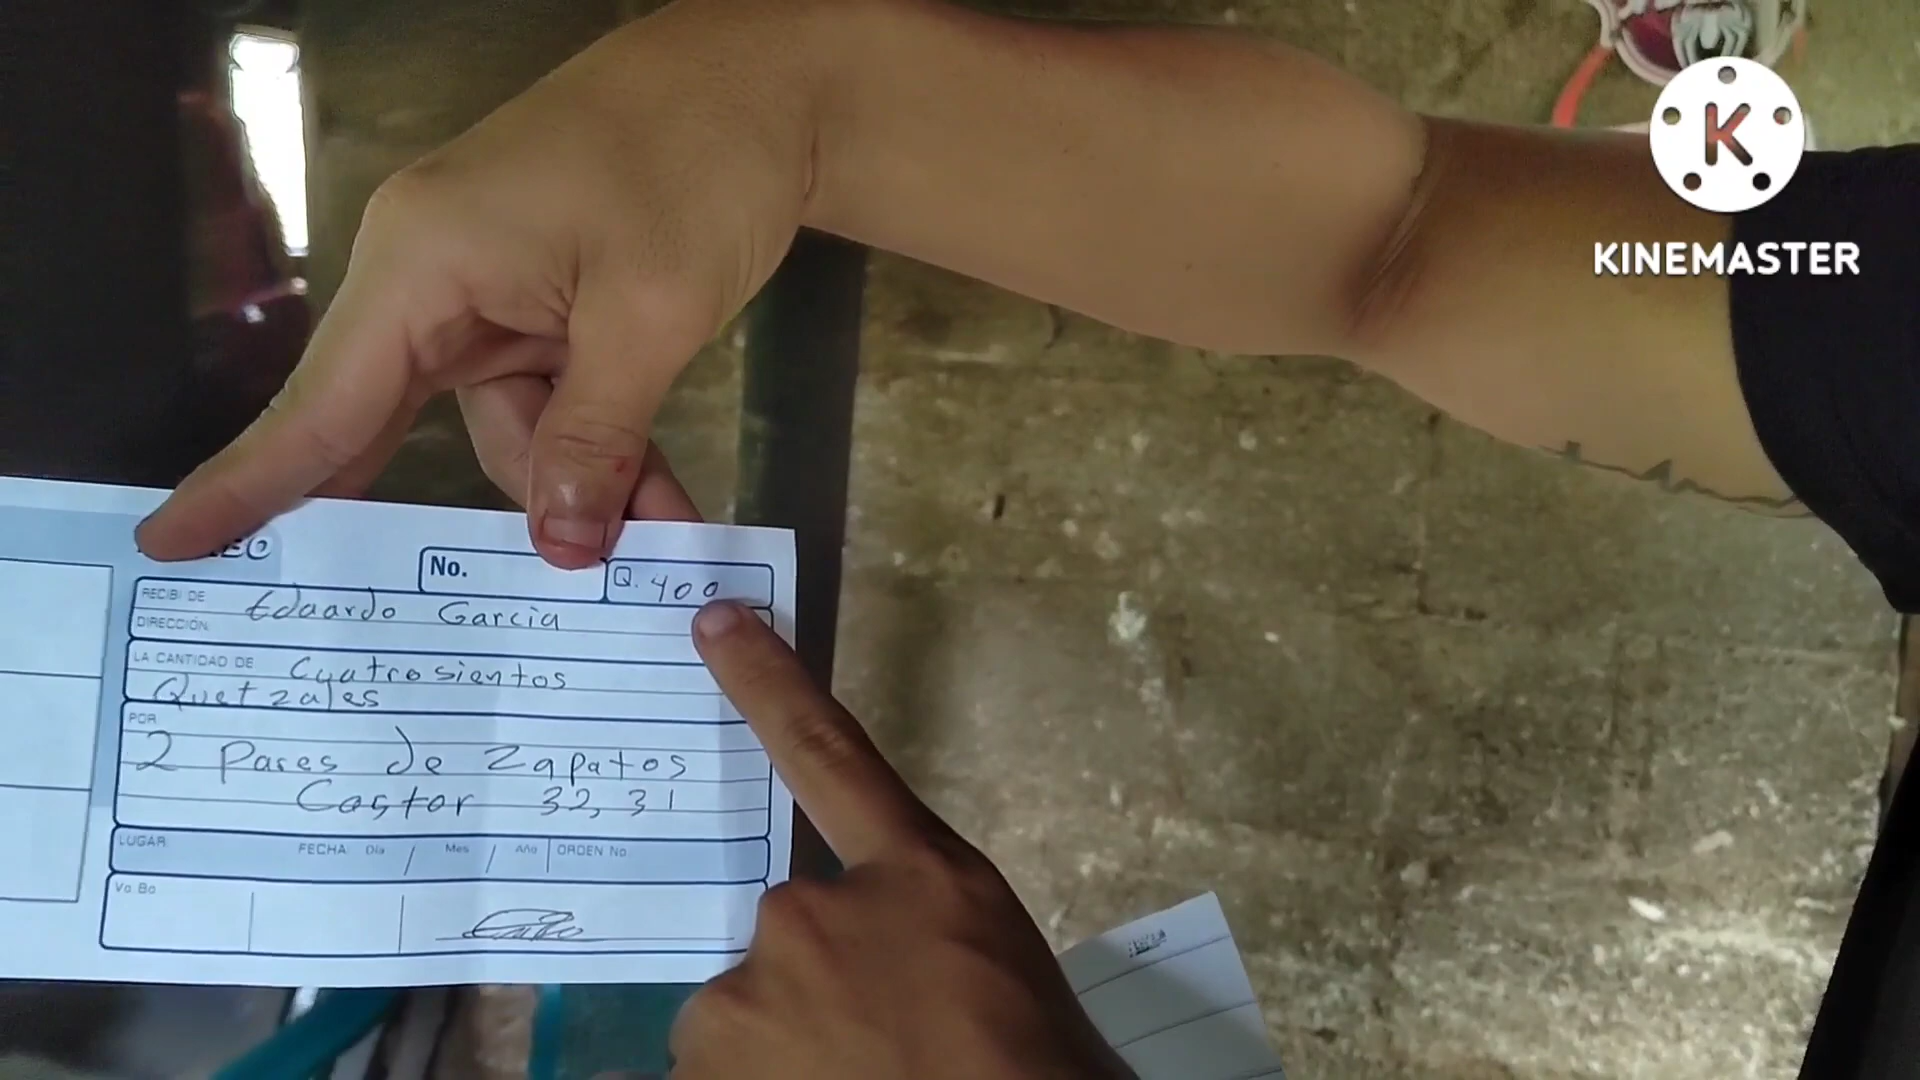 KINEMASTER
No.
Q. 400
RECIBI DE Eduardo Garcia
DIRECCIÓN
LA CANTIDAD DE Cuatrosientos
Quetzales
POR
2 Pares de Zapatos
Castor 32, 31
LUGAR FECHA Día / Mes / Año ORDEN No
Vo Bo